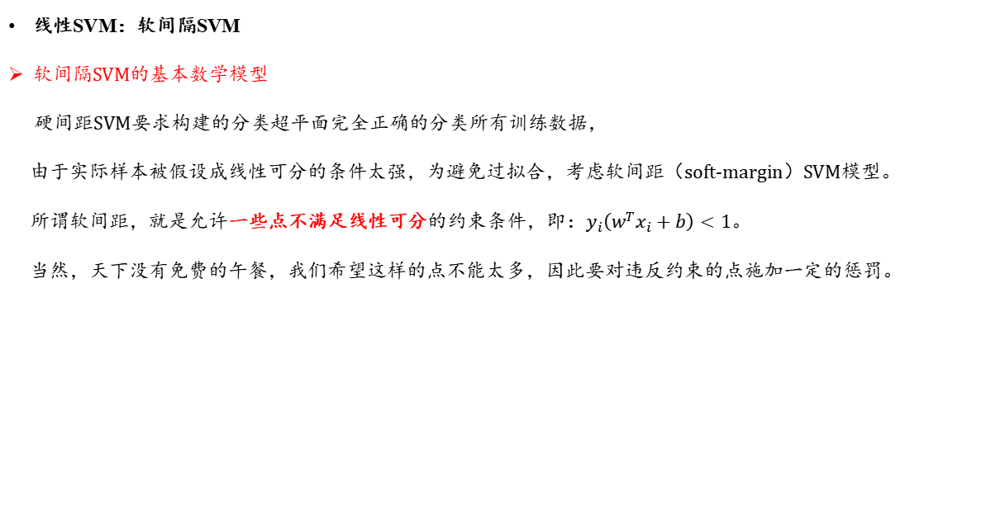 • 线性SVM：软间隔SVM
➢ 软间隔SVM的基本数学模型
硬间距SVM要求构建的分类超平面完全正确的分类所有训练数据，
由于实际样本被假设成线性可分的条件太强，为避免过拟合，考虑软间距（soft-margin）SVM模型。
所谓软间距，就是允许一些点不满足线性可分的约束条件，即：$y_i(w^T x_i + b) < 1$。
当然，天下没有免费的午餐，我们希望这样的点不能太多，因此要对违反约束的点施加一定的惩罚。